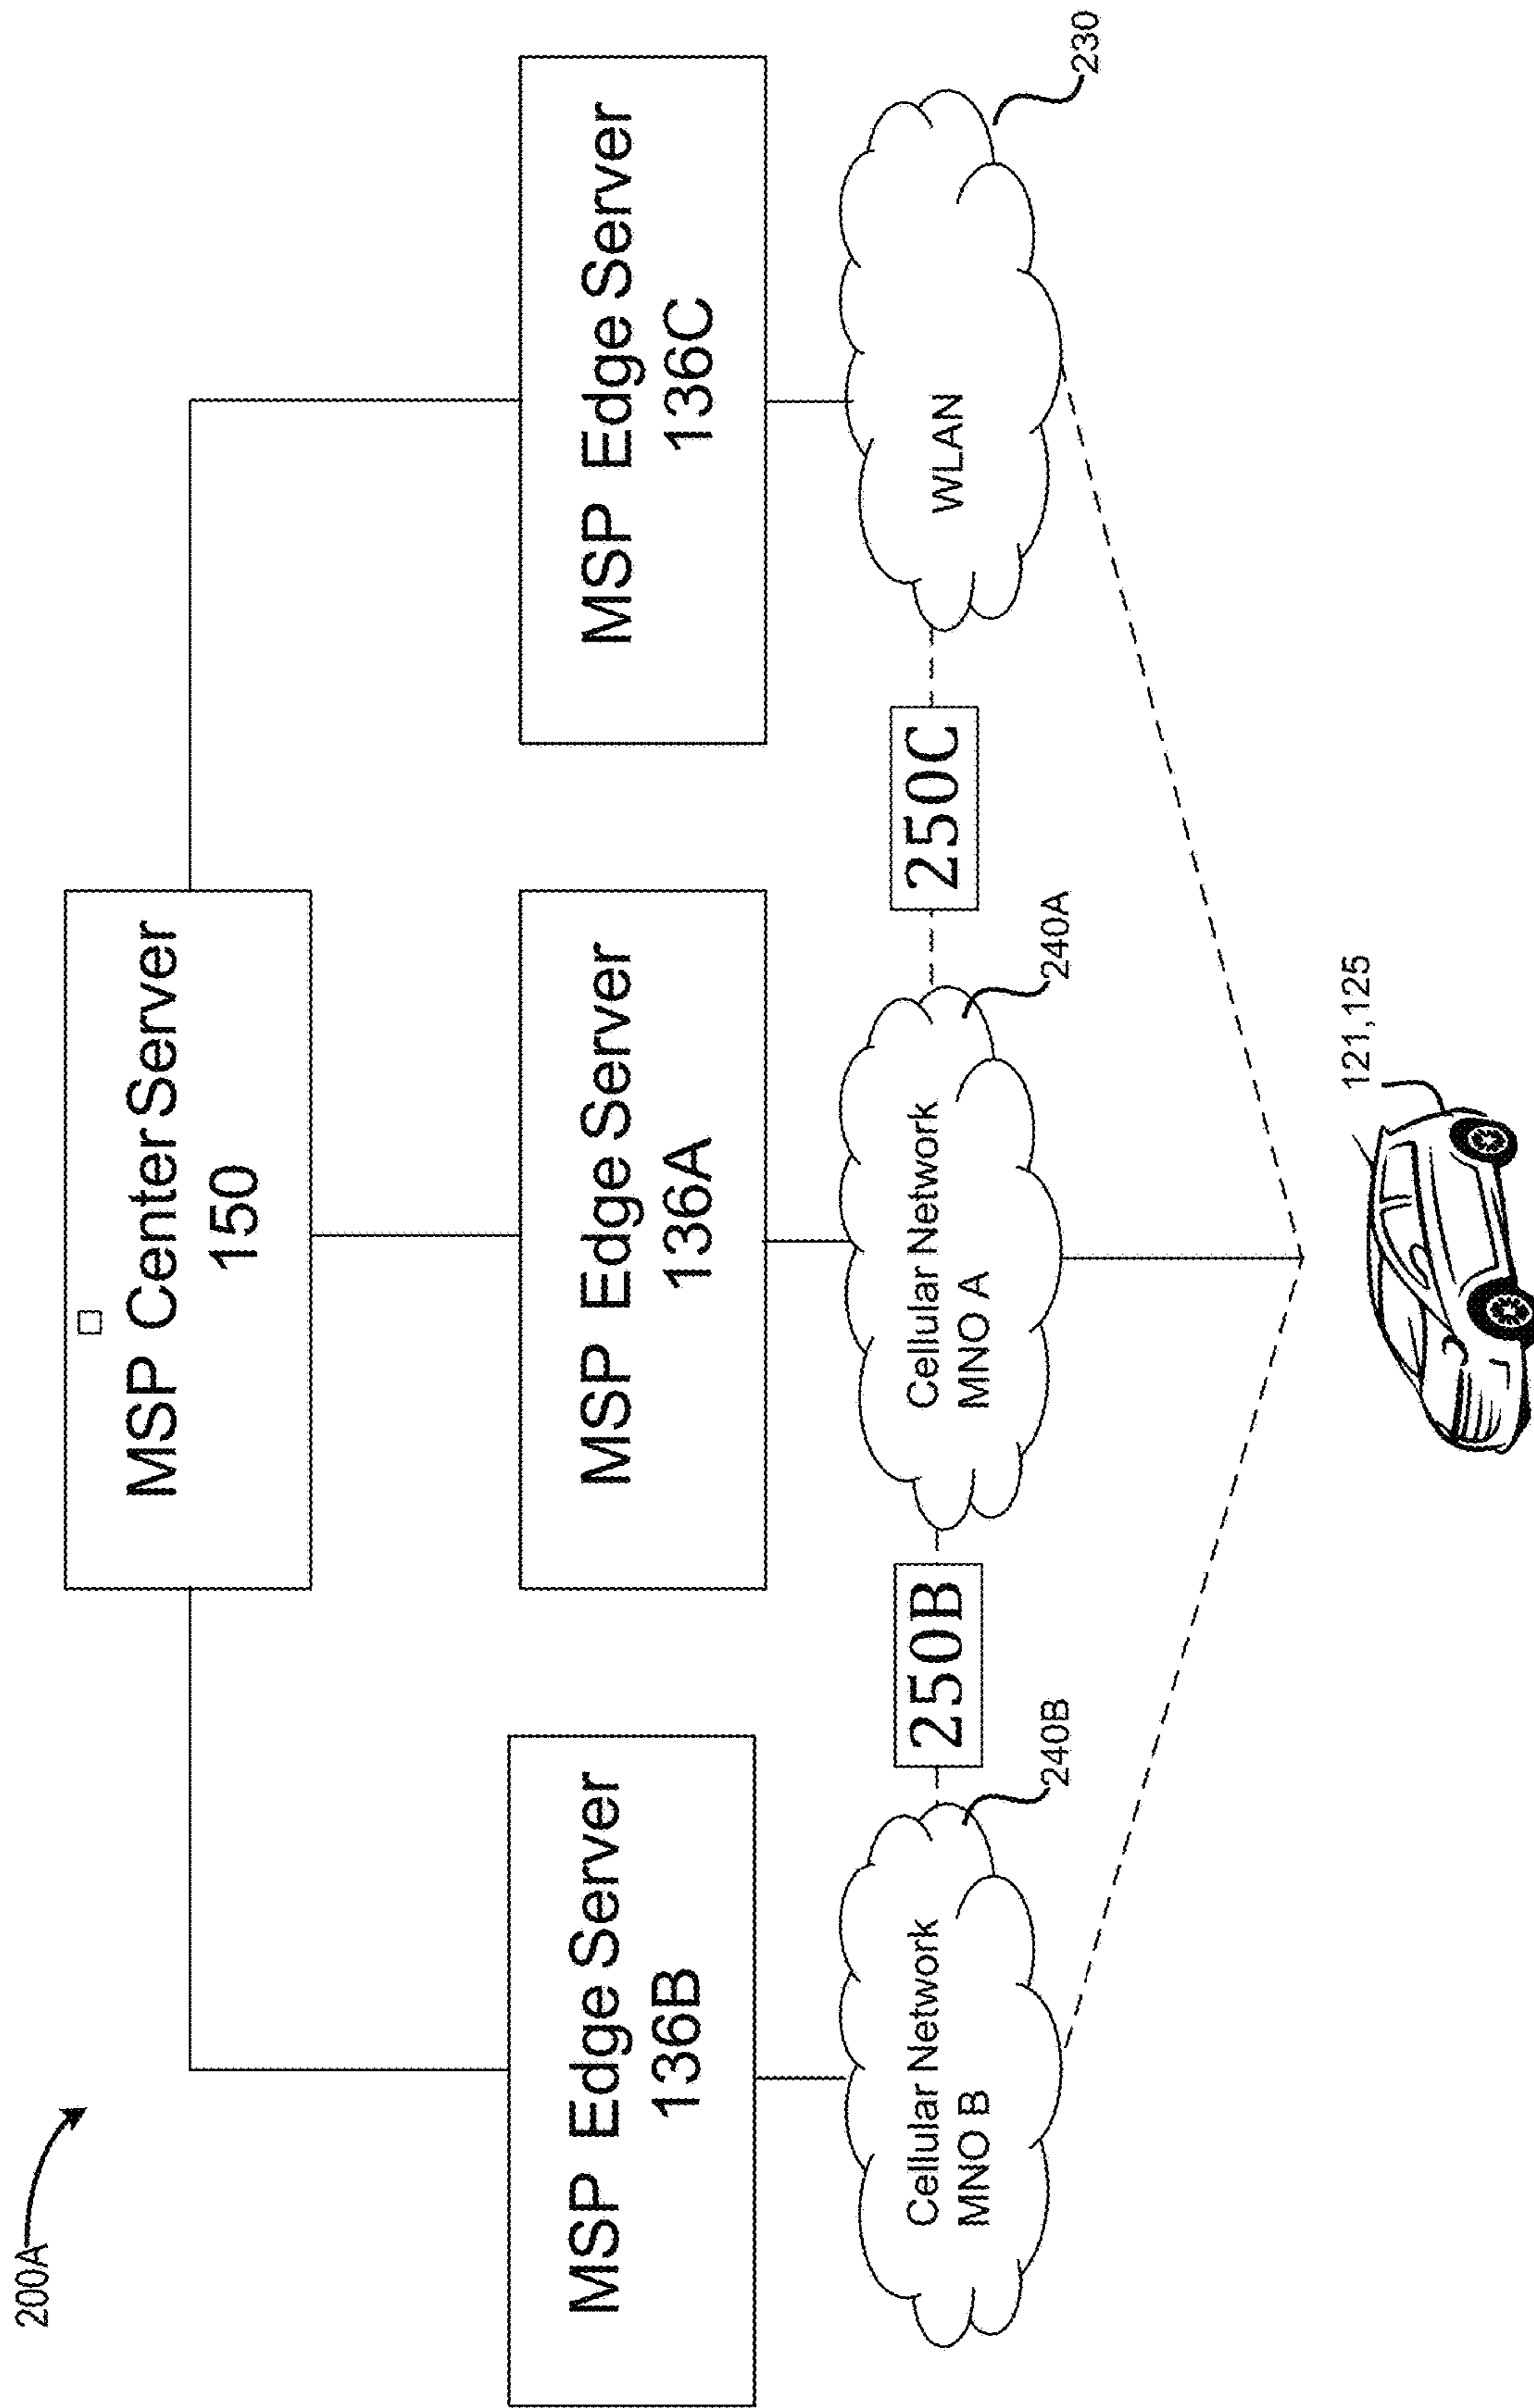 200A
MSP Center Server
150
MSP Edge Server
136B
MSP Edge Server
136A
MSP Edge Server
136C
Cellular Network
MNO B
240B
250B
Cellular Network
MNO A
240A
250C
WLAN
230
121,125